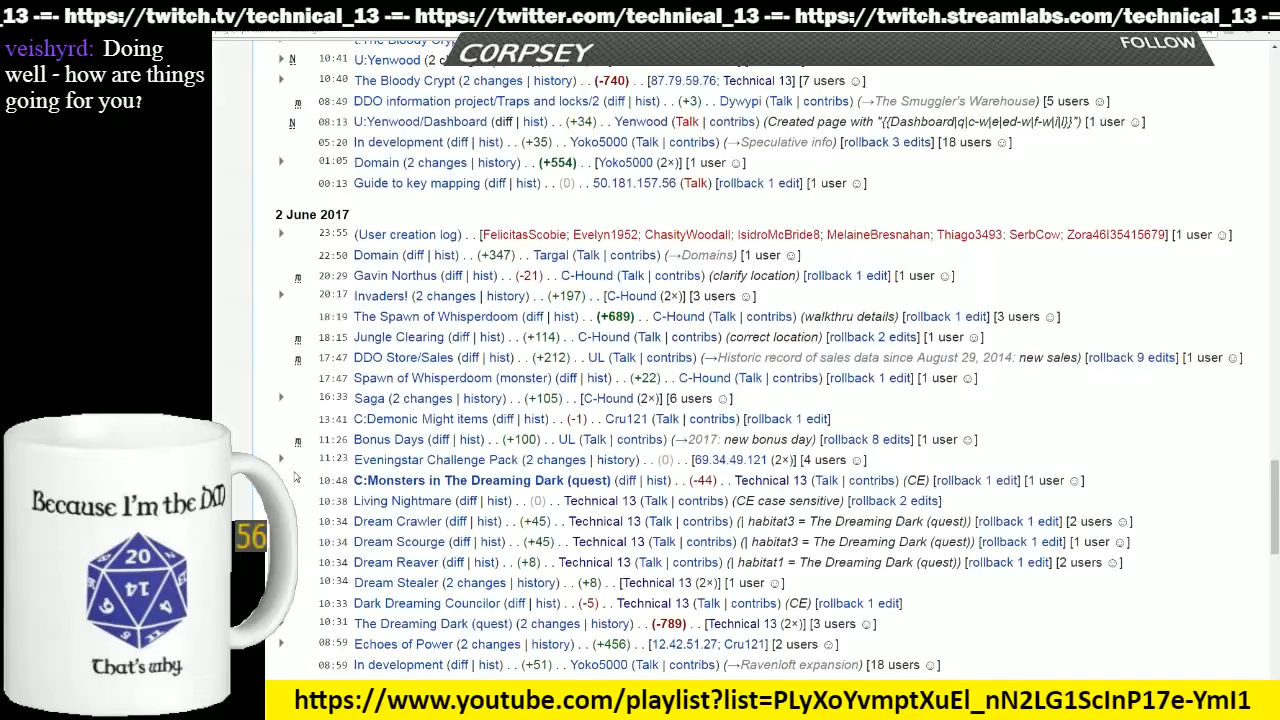 _13 -=- https://twitch.tv/technical_13 -=- https://twitter.com/technical_13 -=- https://twitch.streamlabs.com/technical_13 -=-
CORPSEY
FOLLOW
veishyrd: Doing
well - how are things
going for you?
N 10:41 U:Yenwood (2
10:40 The Bloody Crypt (2 changes | history) . . (-740) . . [87.79.59.76; Technical 13] [7 users ☺]
m 08:49 DDO information project/Traps and locks/2 (diff | hist) . . (+3) . . Dywypi (Talk | contribs) (→The Smuggler's Warehouse) [5 users ☺]
N 08:13 U:Yenwood/Dashboard (diff | hist) . . (+34) . . Yenwood (Talk | contribs) (Created page with "{{Dashboard|q|c-w|e|ed-w|f-w|i|l}}") [1 user ☺]
05:20 In development (diff | hist) . . (+35) . . Yoko5000 (Talk | contribs) (→Speculative info) [rollback 3 edits] [18 users ☺]
01:05 Domain (2 changes | history) . . (+554) . . [Yoko5000 (2×)] [1 user ☺]
00:13 Guide to key mapping (diff | hist) . . (0) . . 50.181.157.56 (Talk) [rollback 1 edit] [1 user ☺]
2 June 2017
23:55 (User creation log) . . [FelicitasScobie; Evelyn1952; ChasityWoodall; IsidroMcBride8; MelaineBresnahan; Thiago3493; SerbCow; Zora46I35415679] [1 user ☺]
22:50 Domain (diff | hist) . . (+347) . . Targal (Talk | contribs) (→Domains) [1 user ☺]
m 20:29 Gavin Northus (diff | hist) . . (-21) . . C-Hound (Talk | contribs) (clarify location) [rollback 1 edit] [1 user ☺]
20:17 Invaders! (2 changes | history) . . (+197) . . [C-Hound (2×)] [3 users ☺]
18:19 The Spawn of Whisperdoom (diff | hist) . . (+689) . . C-Hound (Talk | contribs) (walkthru details) [rollback 1 edit] [3 users ☺]
m 18:15 Jungle Clearing (diff | hist) . . (+114) . . C-Hound (Talk | contribs) (correct location) [rollback 2 edits] [1 user ☺]
m 17:47 DDO Store/Sales (diff | hist) . . (+212) . . UL (Talk | contribs) (→Historic record of sales data since August 29, 2014: new sales) [rollback 9 edits] [1 user ☺]
17:47 Spawn of Whisperdoom (monster) (diff | hist) . . (+22) . . C-Hound (Talk | contribs) [rollback 1 edit] [1 user ☺]
16:33 Saga (2 changes | history) . . (+105) . . [C-Hound (2×)] [6 users ☺]
13:41 C:Demonic Might items (diff | hist) . . (-1) . . Cru121 (Talk | contribs) [rollback 1 edit]
m 11:26 Bonus Days (diff | hist) . . (+100) . . UL (Talk | contribs) (→2017: new bonus day) [rollback 8 edits] [1 user ☺]
11:23 Eveningstar Challenge Pack (2 changes | history) . . (0) . . [69.34.49.121 (2×)] [4 users ☺]
10:48 C:Monsters in The Dreaming Dark (quest) (diff | hist) . . (-44) . . Technical 13 (Talk | contribs) (CE) [rollback 1 edit] [1 user ☺]
10:38 Living Nightmare (diff | hist) . . (0) . . Technical 13 (Talk | contribs) (CE case sensitive) [rollback 2 edits]
10:34 Dream Crawler (diff | hist) . . (+45) . . Technical 13 (Talk | contribs) (| habitat3 = The Dreaming Dark (quest)) [rollback 1 edit] [2 users ☺]
10:34 Dream Scourge (diff | hist) . . (+45) . . Technical 13 (Talk | contribs) (| habitat3 = The Dreaming Dark (quest)) [rollback 1 edit] [1 user ☺]
10:34 Dream Reaver (diff | hist) . . (+8) . . Technical 13 (Talk | contribs) (| habitat1 = The Dreaming Dark (quest)) [rollback 1 edit] [2 users ☺]
10:34 Dream Stealer (2 changes | history) . . (+8) . . [Technical 13 (2×)] [1 user ☺]
10:33 Dark Dreaming Councilor (diff | hist) . . (-5) . . Technical 13 (Talk | contribs) (CE) [rollback 1 edit]
10:31 The Dreaming Dark (quest) (2 changes | history) . . (-789) . . [Technical 13 (2×)] [3 users ☺]
08:59 Echoes of Power (2 changes | history) . . (+456) . . [12.42.51.27; Cru121] [2 users ☺]
08:59 In development (diff | hist) . . (+51) . . Yoko5000 (Talk | contribs) (→Ravenloft expansion) [18 users ☺]
Because I'm the DM
20
14
That's why.
56
https://www.youtube.com/playlist?list=PLyXoYvmptXuEl_nN2LG1ScInP17e-YmI1